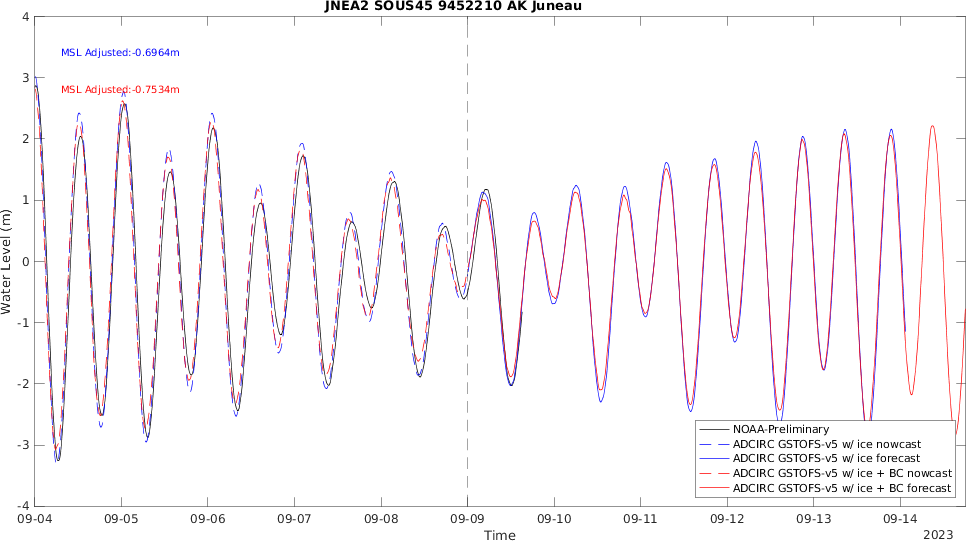 JNEA2 SOUS45 9452210 AK Juneau
MSL Adjusted:-0.6964m
MSL Adjusted:-0.7534m
4
3
2
1
0
-1
-2
-3
-4
Water Level (m)
NOAA-Preliminary
ADCIRC GSTOFS-v5 w/ ice nowcast
ADCIRC GSTOFS-v5 w/ ice forecast
ADCIRC GSTOFS-v5 w/ ice + BC nowcast
ADCIRC GSTOFS-v5 w/ ice + BC forecast
09-04 09-05 09-06 09-07 09-08 09-09 09-10 09-11 09-12 09-13 09-14
Time
2023